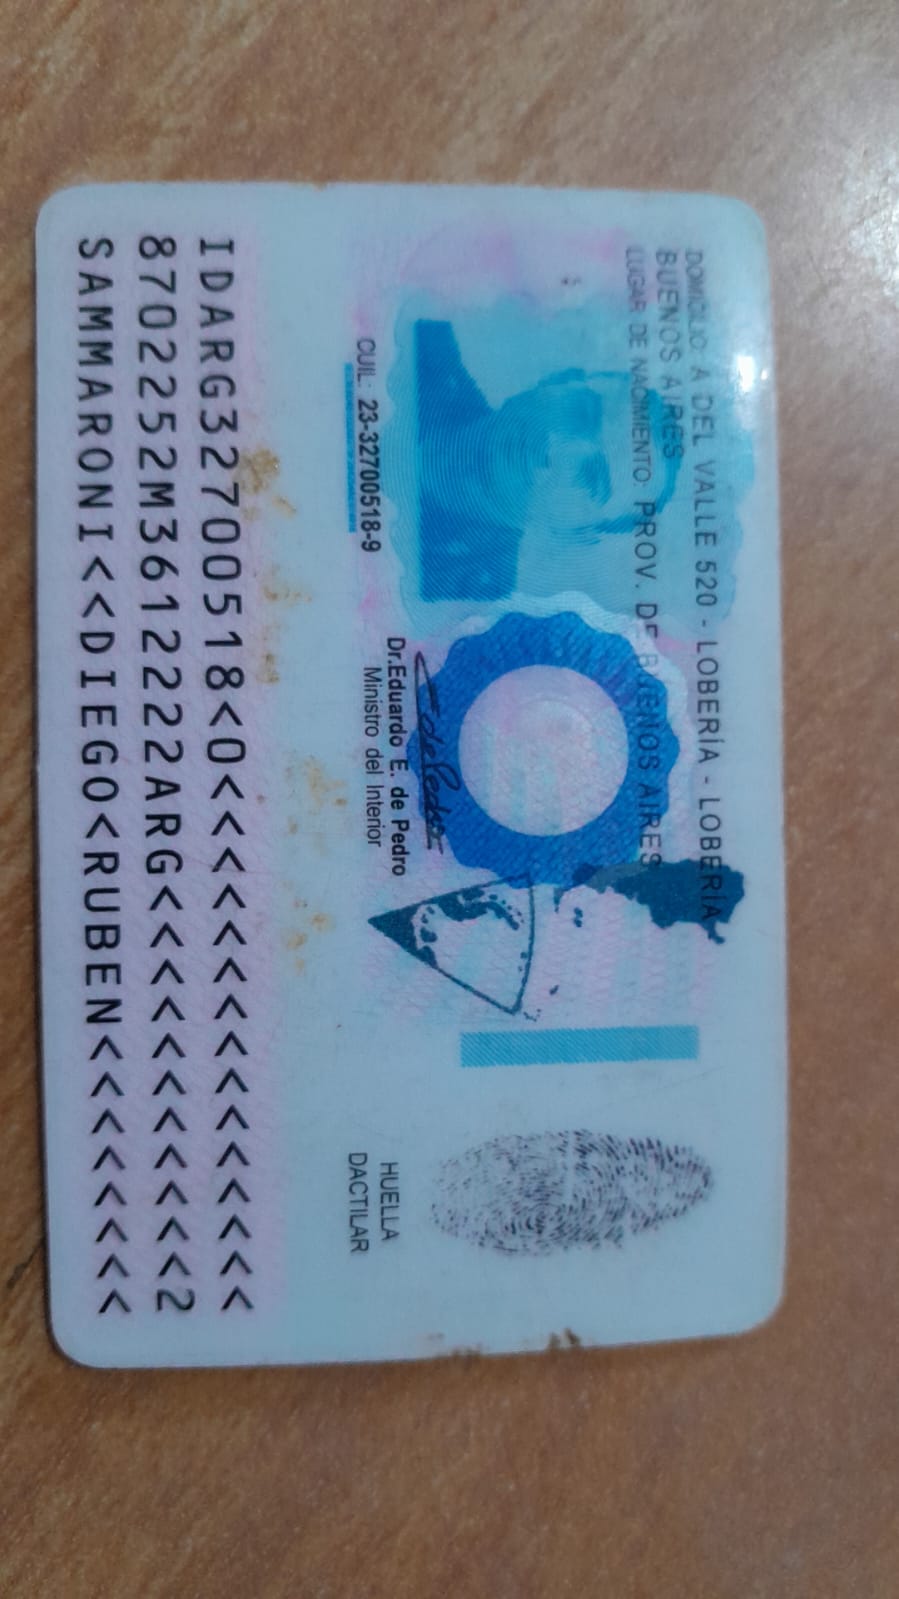 DOMICILIO: A DEL VALLE 520 - LOBERÍA - LOBERÍA
BUENOS AIRES
LUGAR DE NACIMIENTO: PROV. DE BUENOS AIRES
CUIL: 23-32700518-9
Dr.Eduardo E. de Pedro
Ministro del Interior
HUELLA
DACTILAR
IDARG32700518<0<<<<<<<<<<<<<<<
8702252M3612222ARG<<<<<<<<<<<2
SAMMARONI<<DIEGO<RUBEN<<<<<<<<